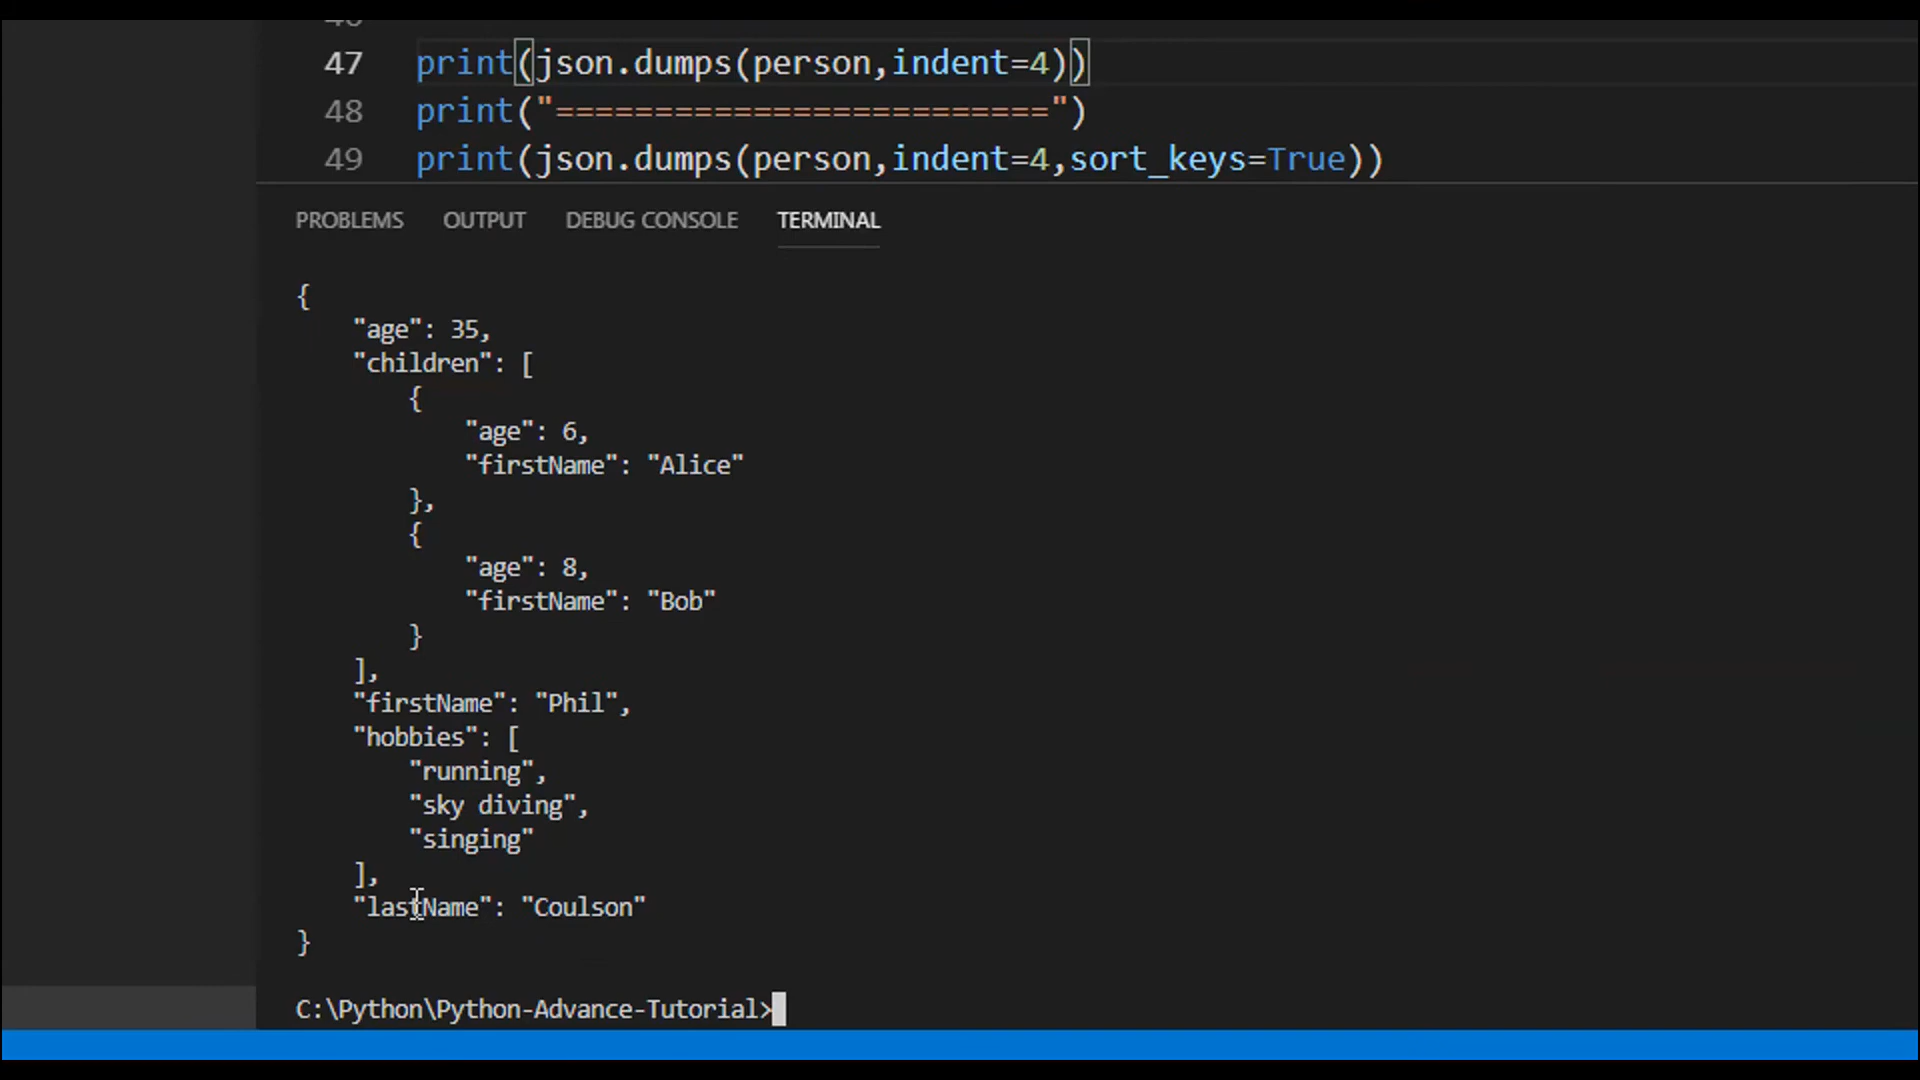 46
47 print(json.dumps(person,indent=4))
48 print("=========================")
49 print(json.dumps(person,indent=4,sort_keys=True))
PROBLEMS OUTPUT DEBUG CONSOLE TERMINAL
{
"age": 35,
"children": [
{
"age": 6,
"firstName": "Alice"
},
{
"age": 8,
"firstName": "Bob"
}
],
"firstName": "Phil",
"hobbies": [
"running",
"sky diving",
"singing"
],
"lastName": "Coulson"
}
C:\Python\Python-Advance-Tutorial>